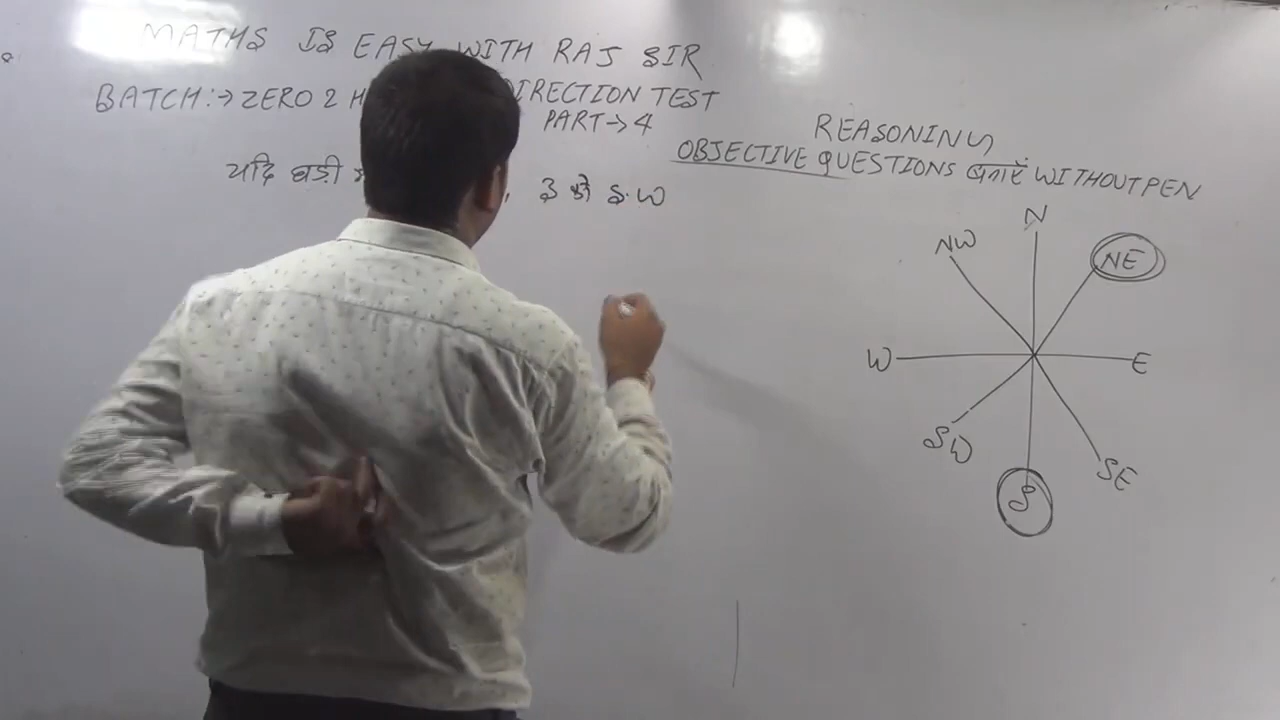 MATHS IS EASY WITH RAJ SIR
BATCH:→ZERO 2 H DIRECTION TEST
PART→4
REASONING
OBJECTIVE QUESTIONS बनाएं WITHOUT PEN
यदि घड़ी
N
NW
NE
W
E
SW
SE
S